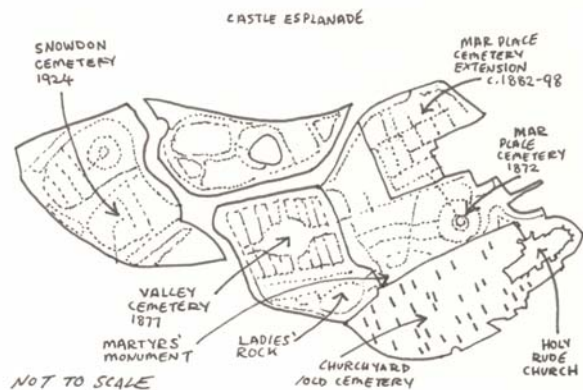 CASTLE ESPLANADÉ
SNOWDON
CEMETERY
1924
MAR PLACE
CEMETERY
EXTENSION
c.1882-98
MAR
PLACE
CEMETERY
1872
VALLEY
CEMETERY
1877
MARTYRS'
MONUMENT
LADIES'
ROCK
CHURCHYARD
/OLD CEMETERY
HOLY
RUDE
CHURCH
NOT TO SCALE